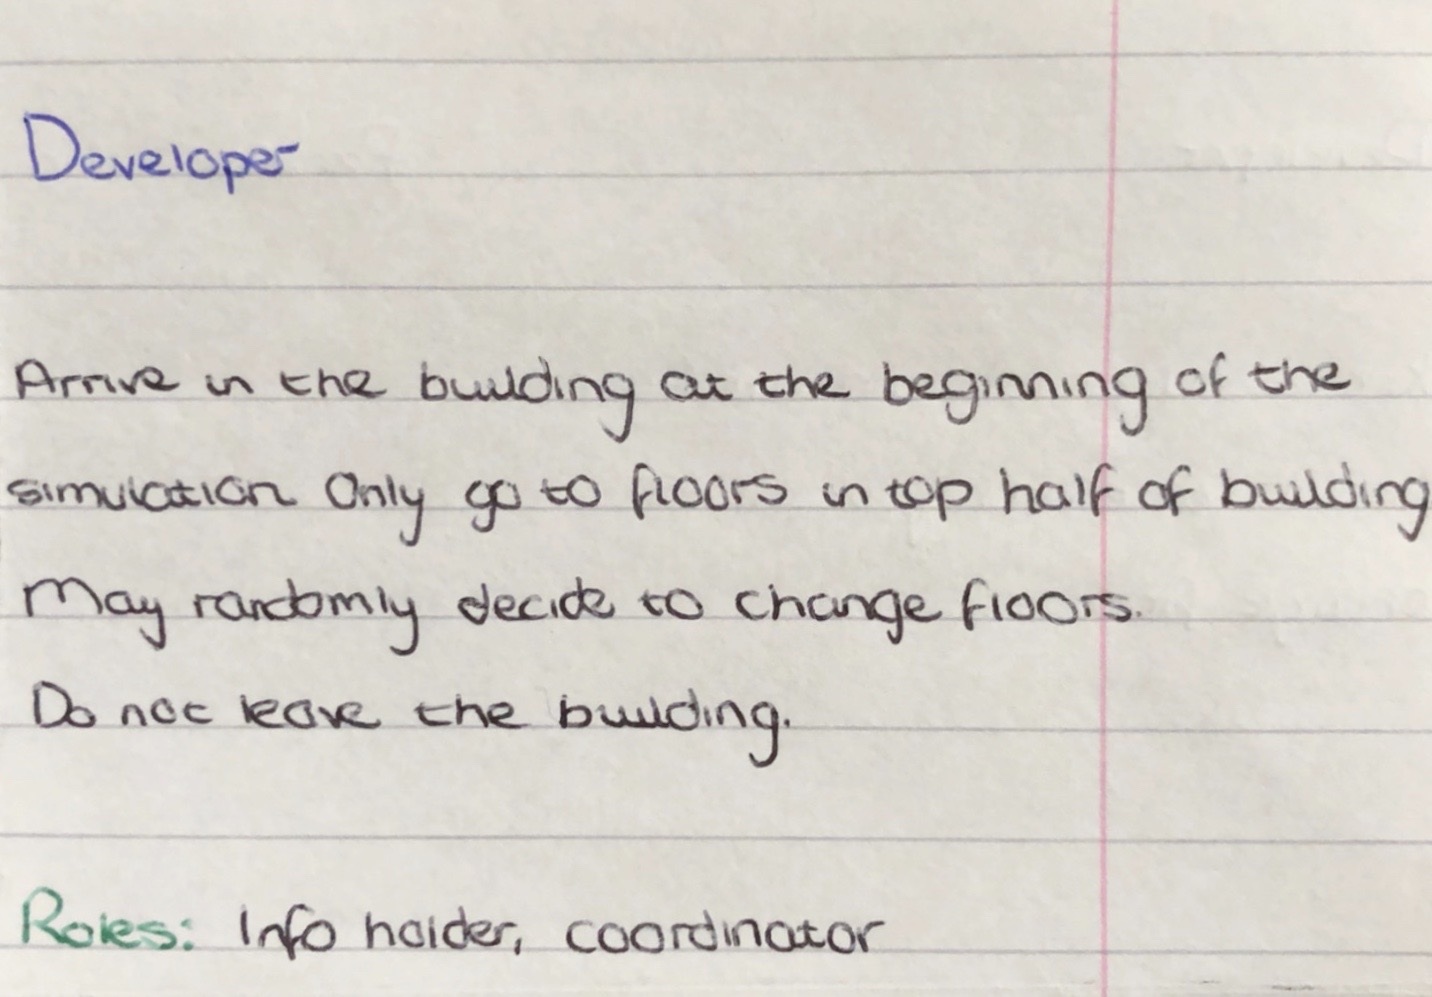 Developer
Arrive in the building at the beginning of the
simulation Only go to floors in top half of building
May randomly decide to change floors.
Do not leave the building.
Roles: Info holder, coordinator